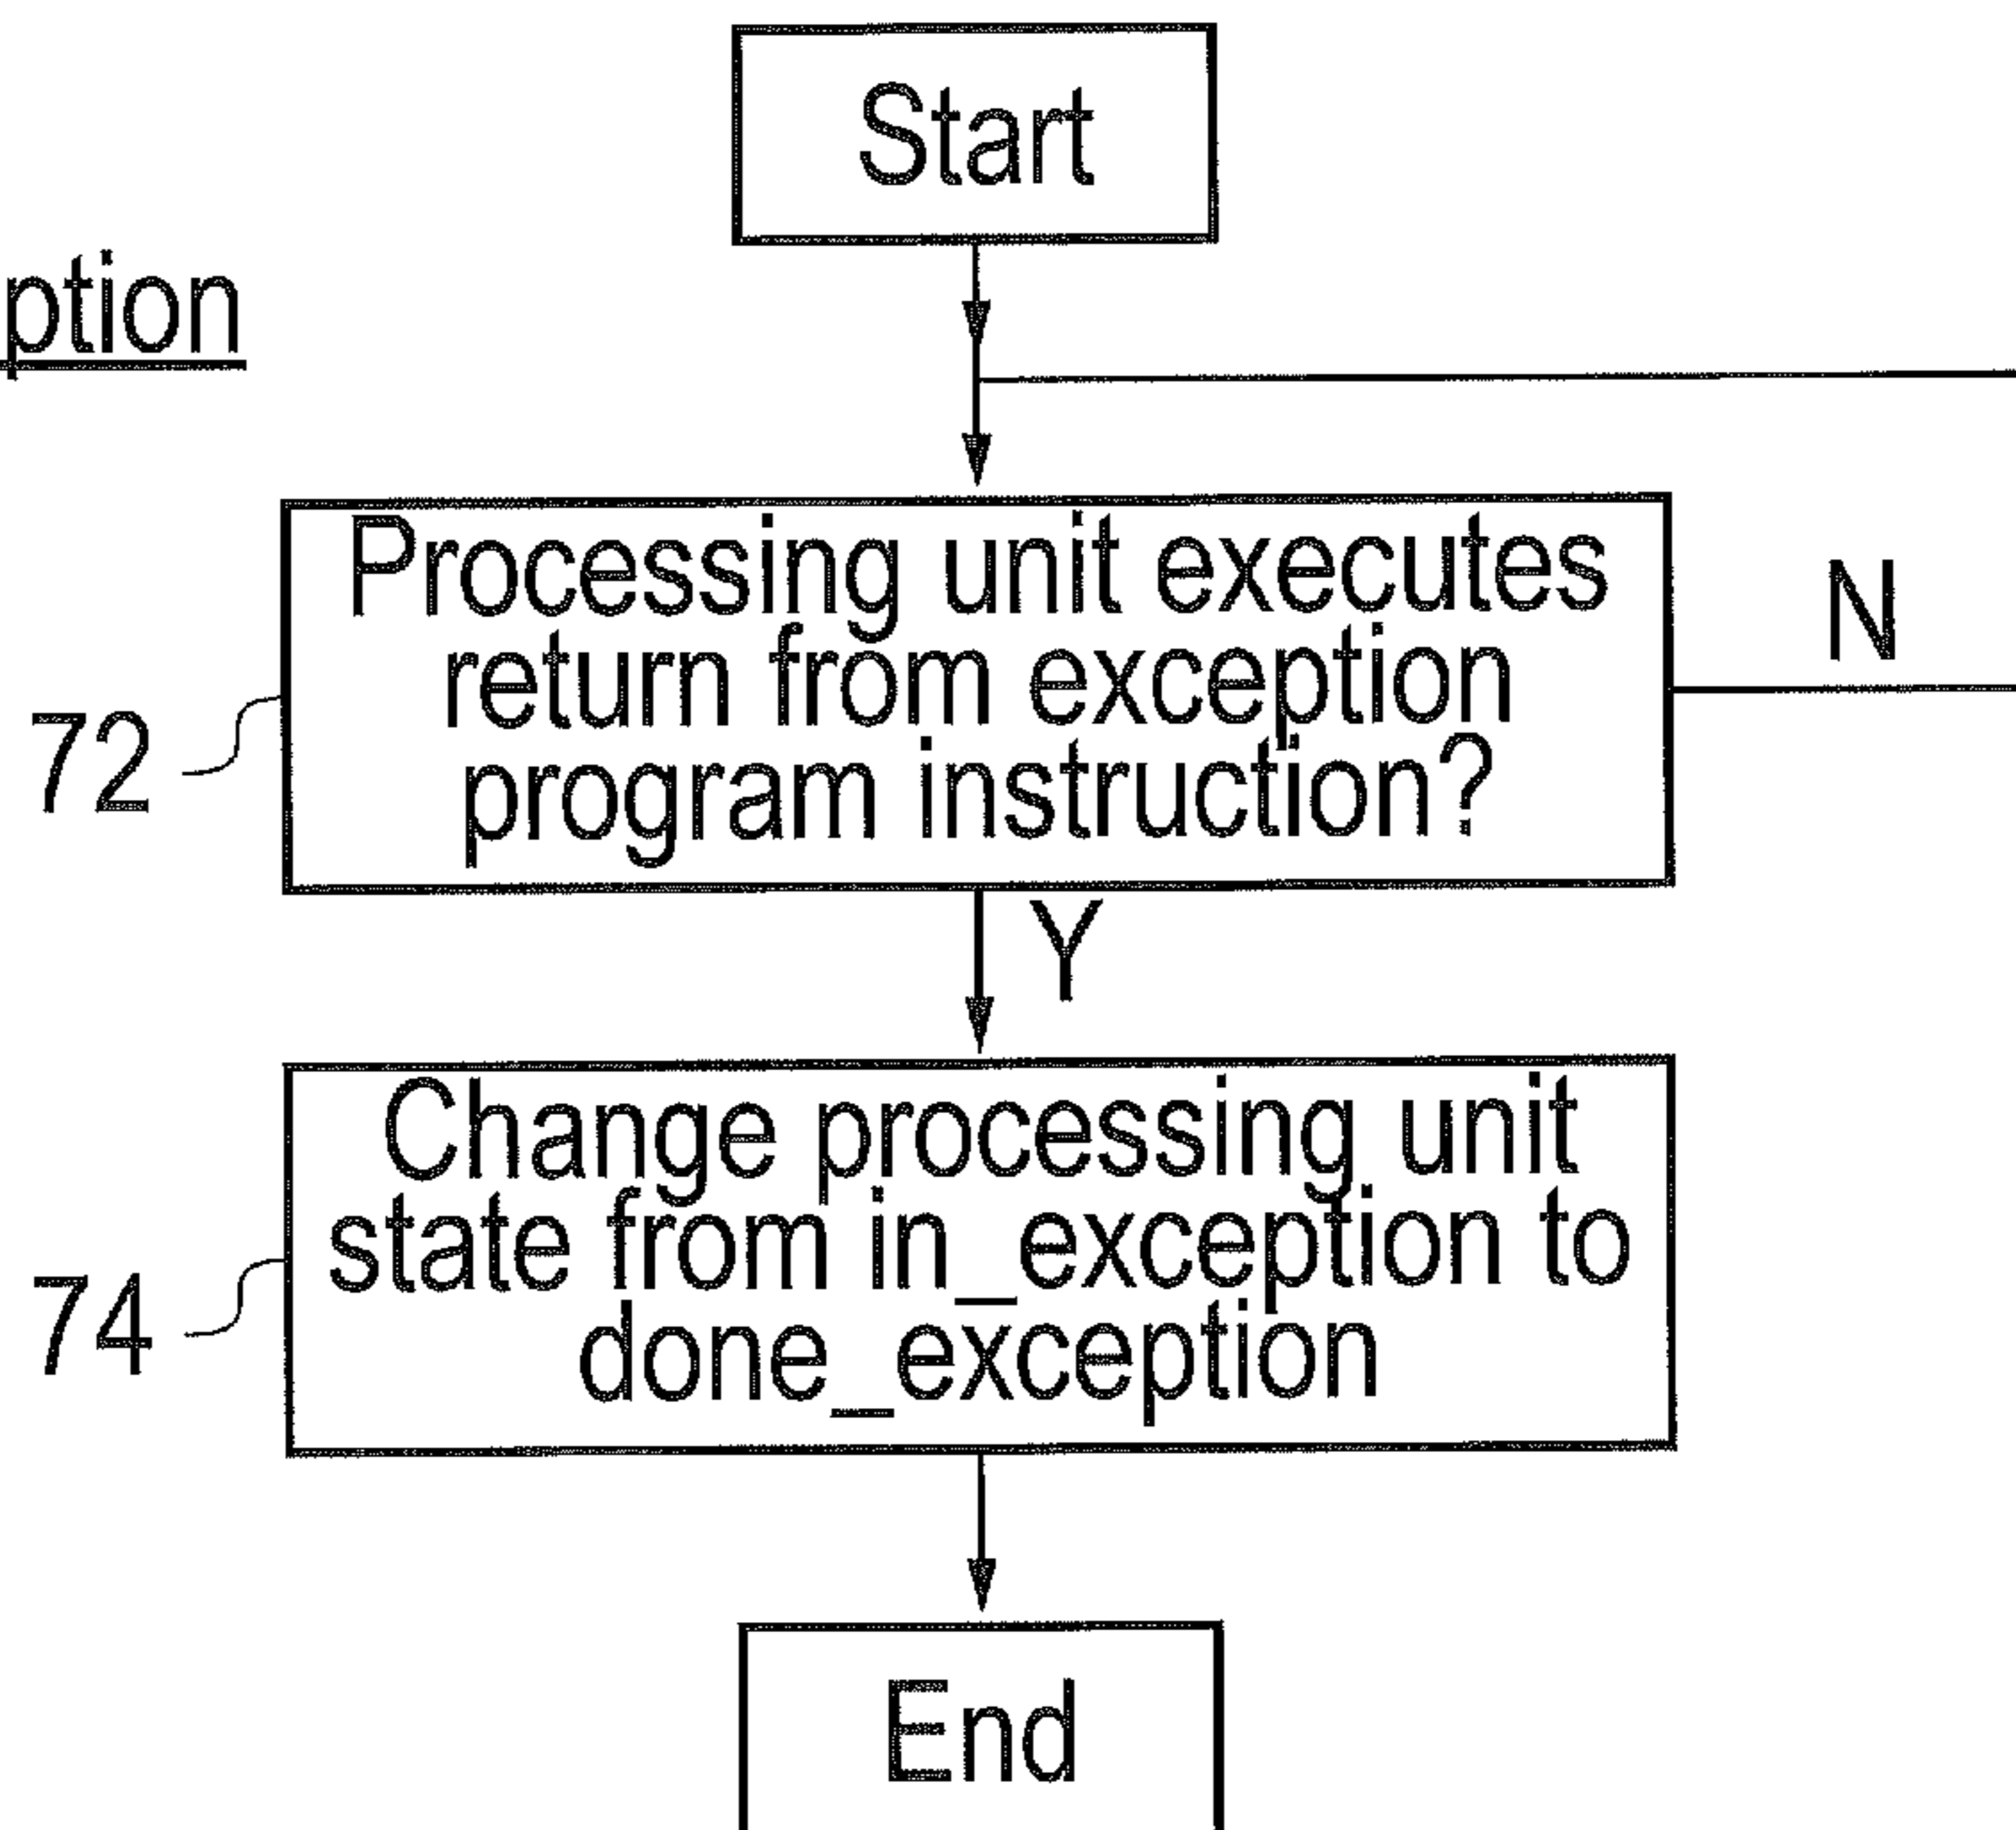 Start
ption
Processing unit executes
return from exception
program instruction?
N
72
Y
Change processing unit
state from in_exception to
done_exception
74
End